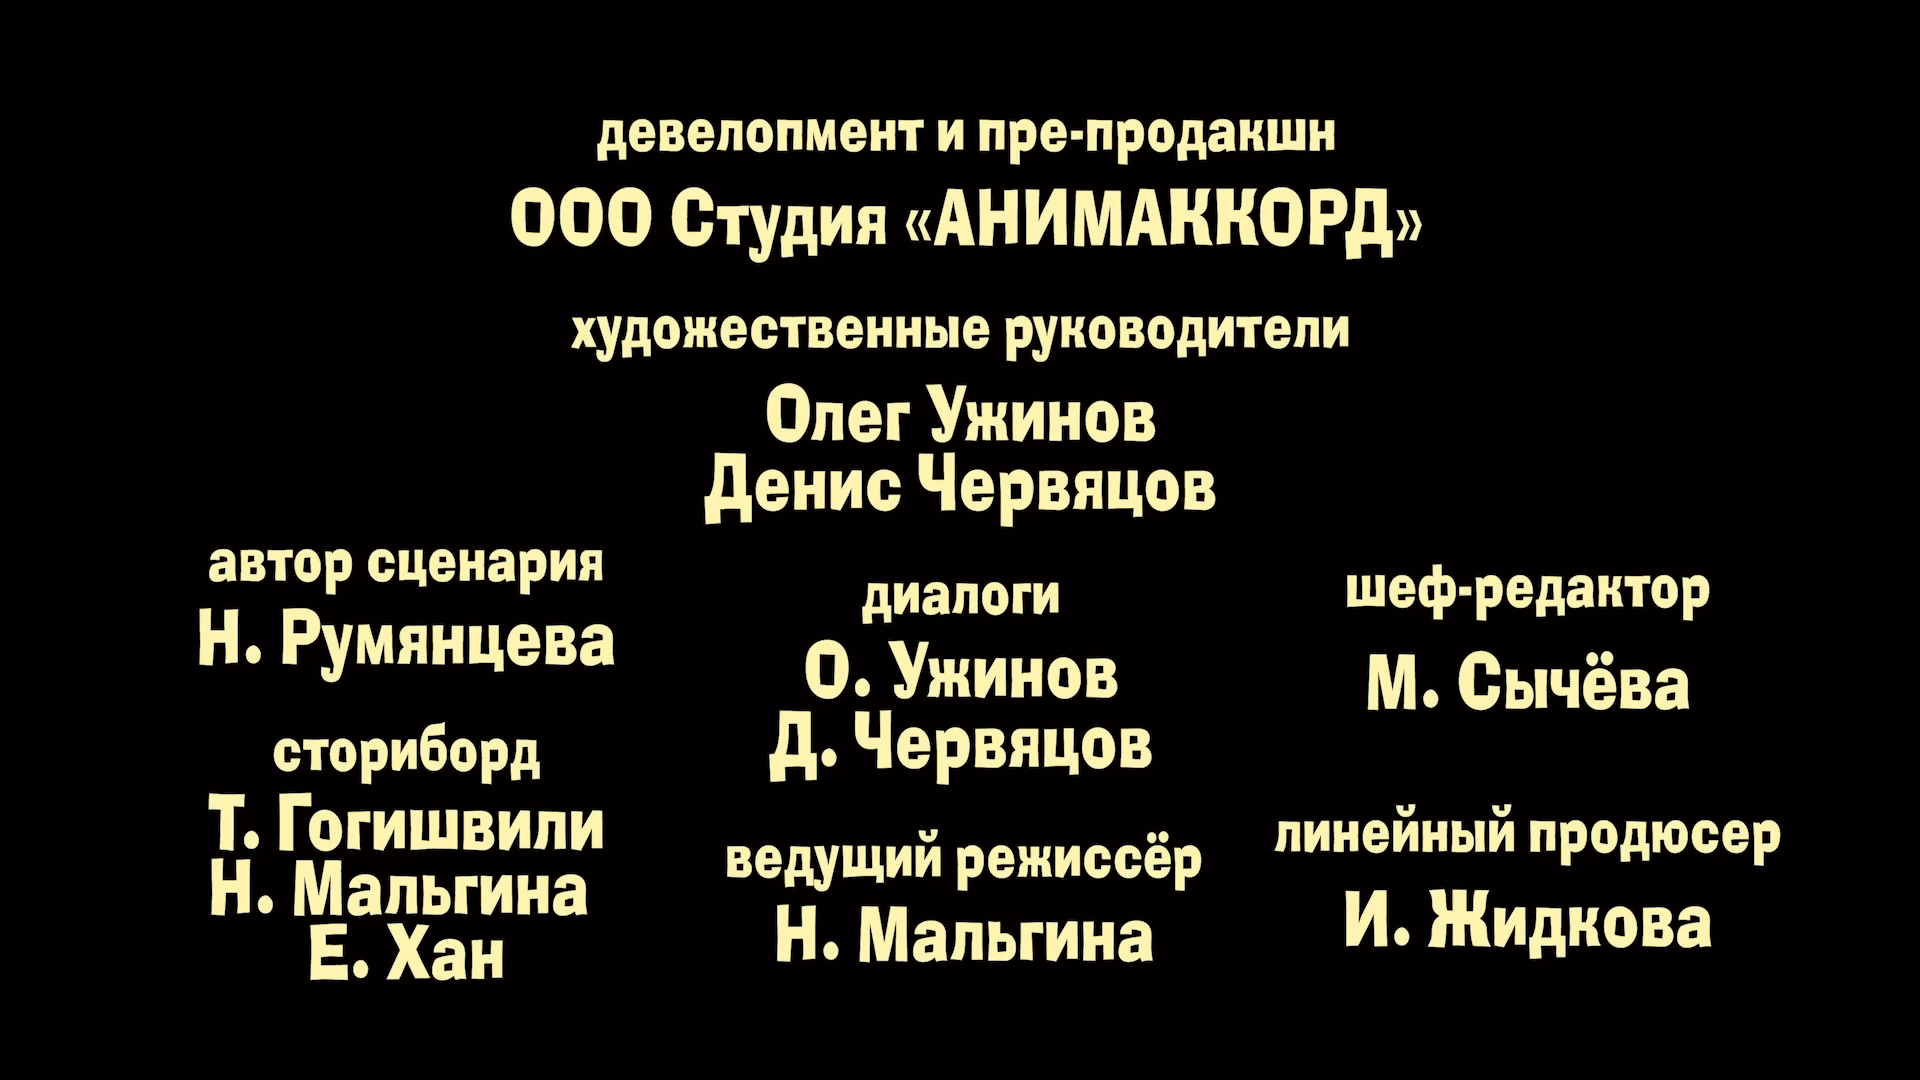 девелопмент и пре-продакшн
ООО Студия «АНИМАККОРД»
художественные руководители
Олег Ужинов
Денис Червяцов
автор сценария
Н. Румянцева
сториборд
Т. Гогишвили
Н. Мальгина
Е. Хан
диалоги
О. Ужинов
Д. Червяцов
ведущий режиссёр
Н. Мальгина
шеф-редактор
М. Сычёва
линейный продюсер
И. Жидкова